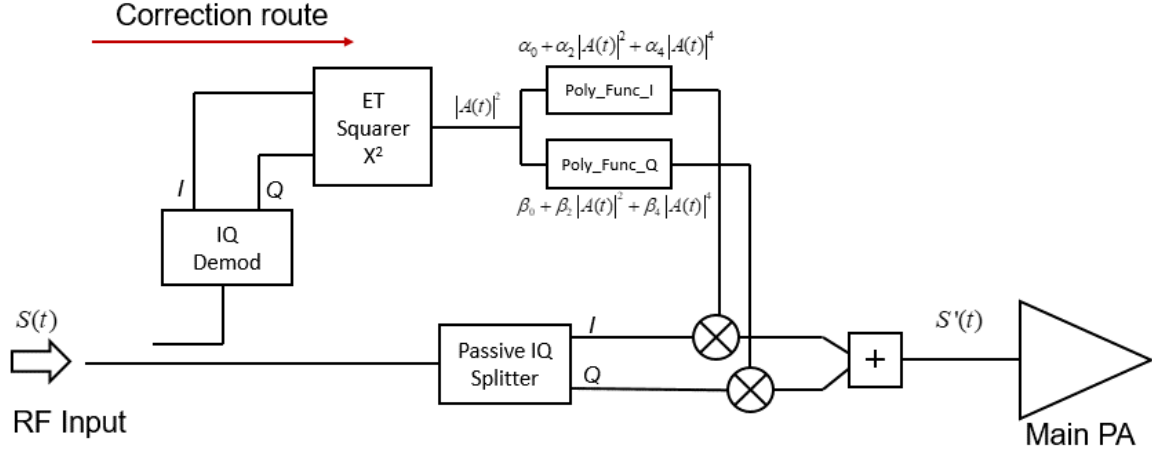 Correction route
α₀ + α₂|A(t)|² + α₄|A(t)|⁴
ET
Squarer
X²
|A(t)|²
Poly_Func_I
Poly_Func_Q
I
Q
β₀ + β₂|A(t)|² + β₄|A(t)|⁴
IQ
Demod
S(t)
I
S'(t)
Passive IQ
Splitter
+
Q
RF Input
Main PA